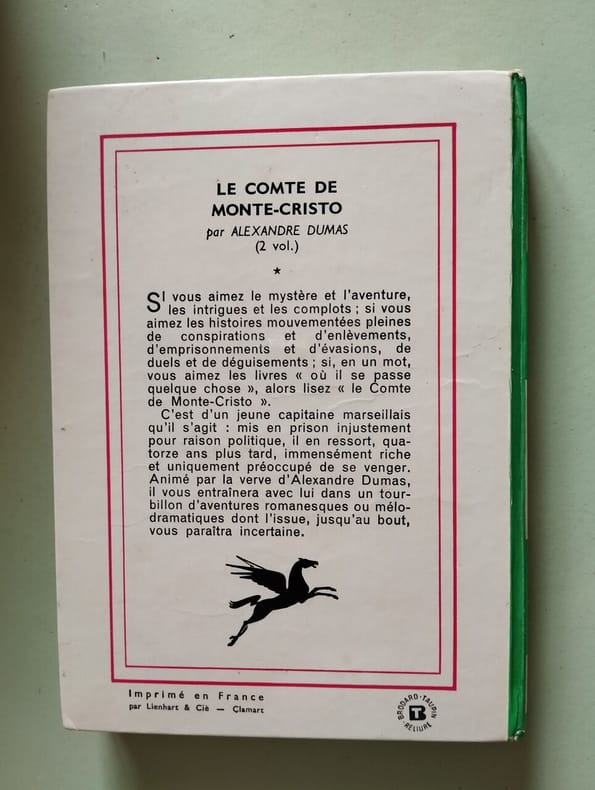 LE COMTE DE
MONTE-CRISTO
par ALEXANDRE DUMAS
(2 vol.)
*
SI vous aimez le mystère et l'aventure,
les intrigues et les complots ; si vous
aimez les histoires mouvementées pleines
de conspirations et d'enlèvements,
d'emprisonnements et d'évasions, de
duels et de déguisements ; si, en un mot,
vous aimez les livres « où il se passe
quelque chose », alors lisez « le Comte
de Monte-Cristo ».
C'est d'un jeune capitaine marseillais
qu'il s'agit : mis en prison injustement
pour raison politique, il en ressort, qua-
torze ans plus tard, immensément riche
et uniquement préoccupé de se venger.
Animé par la verve d'Alexandre Dumas,
il vous entraînera avec lui dans un tour-
billon d'aventures romanesques ou mélo-
dramatiques dont l'issue, jusqu'au bout,
vous paraîtra incertaine.
Imprimé en France
par Lienhart & Cie — Clamart
BRODARD-TAUPIN
RELIURE